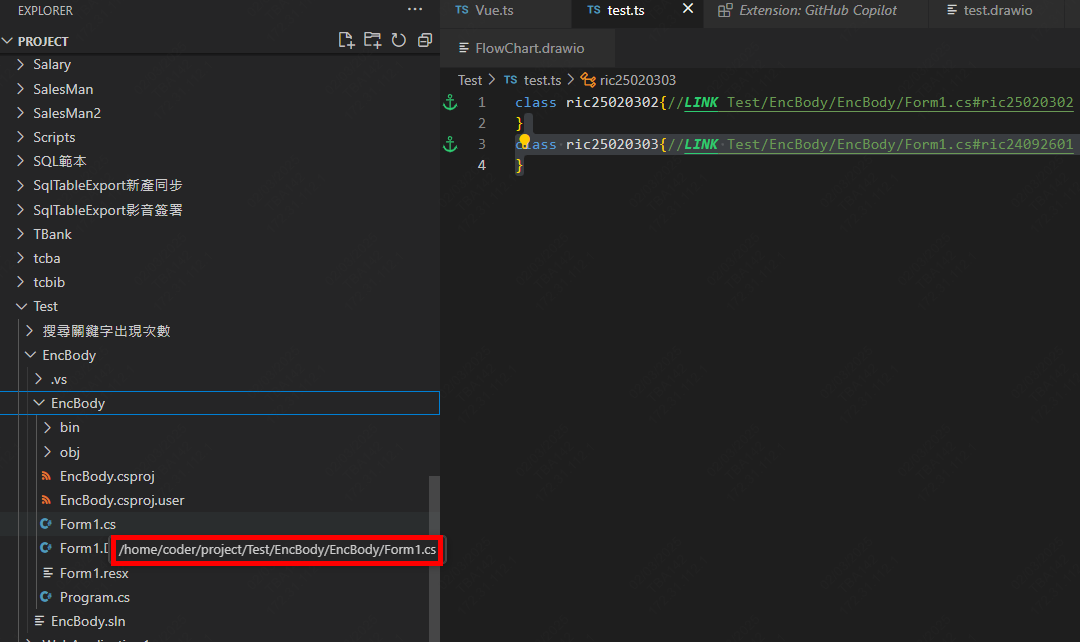 EXPLORER
···
TS Vue.ts
TS test.ts
Extension: GitHub Copilot
test.drawio
PROJECT
FlowChart.drawio
Test > TS test.ts > ric25020303
1 class ric25020302{//LINK Test/EncBody/EncBody/Form1.cs#ric25020302
2 }
3 class ric25020303{//LINK Test/EncBody/EncBody/Form1.cs#ric24092601
4 }
Salary
SalesMan
SalesMan2
Scripts
SQL範本
SqlTableExport新產同步
SqlTableExport影音簽署
TBank
tcba
tcbib
Test
搜尋關鍵字出現次數
EncBody
.vs
EncBody
bin
obj
EncBody.csproj
EncBody.csproj.user
Form1.cs
Form1.D
/home/coder/project/Test/EncBody/EncBody/Form1.cs
Form1.resx
Program.cs
EncBody.sln